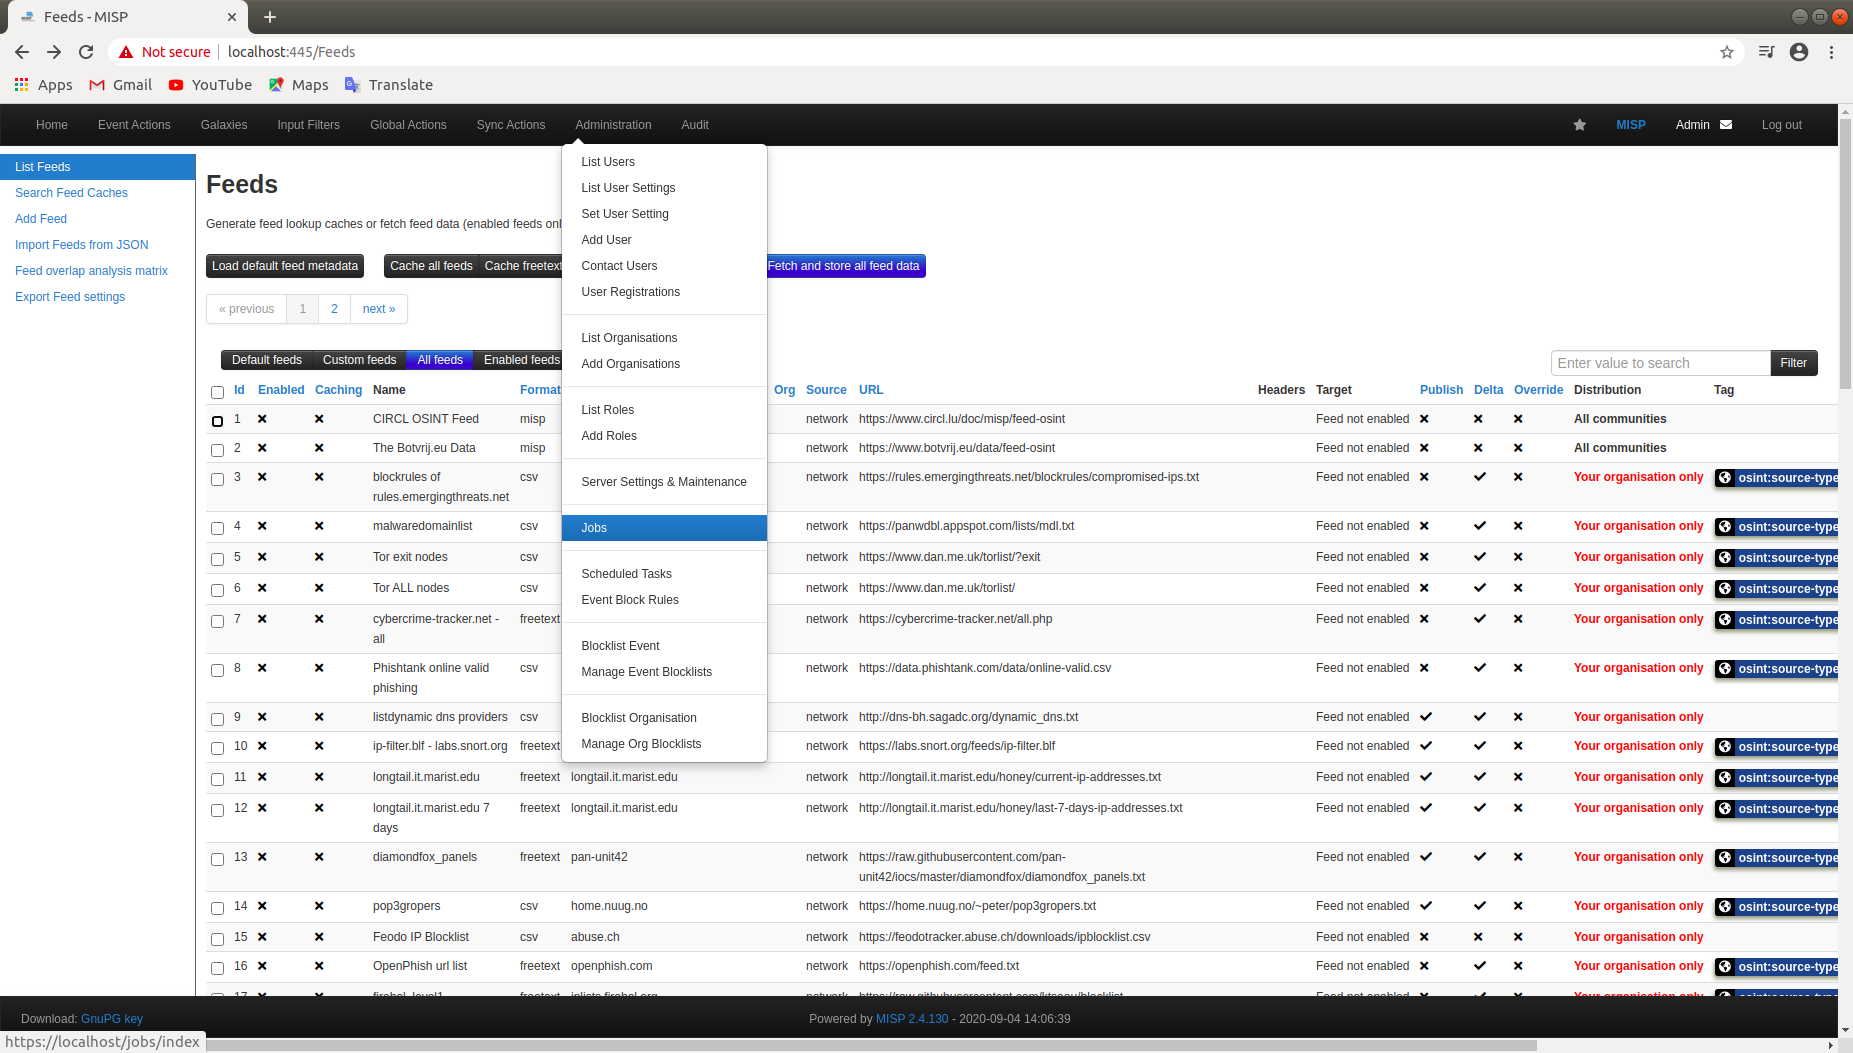 Feeds - MISP
Not secure localhost:445/Feeds
Apps Gmail YouTube Maps Translate
Home Event Actions Galaxies Input Filters Global Actions Sync Actions Administration Audit MISP Admin Log out
List Feeds
Search Feed Caches
Add Feed
Import Feeds from JSON
Feed overlap analysis matrix
Export Feed settings
Feeds
Generate feed lookup caches or fetch feed data (enabled feeds onl
Load default feed metadata Cache all feeds Cache freetext Fetch and store all feed data
« previous 1 2 next »
Default feeds Custom feeds All feeds Enabled feeds Enter value to search Filter
List Users
List User Settings
Set User Setting
Add User
Contact Users
User Registrations
List Organisations
Add Organisations
List Roles
Add Roles
Server Settings & Maintenance
Jobs
Scheduled Tasks
Event Block Rules
Blocklist Event
Manage Event Blocklists
Blocklist Organisation
Manage Org Blocklists
Id Enabled Caching Name Format Org Source URL Headers Target Publish Delta Override Distribution Tag
1 CIRCL OSINT Feed misp network https://www.circl.lu/doc/misp/feed-osint Feed not enabled All communities
2 The Botvrij.eu Data misp network https://www.botvrij.eu/data/feed-osint Feed not enabled All communities
3 blockrules of csv network https://rules.emergingthreats.net/blockrules/compromised-ips.txt Feed not enabled Your organisation only osint:source-type
rules.emergingthreats.net
4 malwaredomainlist csv network https://panwdbl.appspot.com/lists/mdl.txt Feed not enabled Your organisation only osint:source-type
5 Tor exit nodes csv network https://www.dan.me.uk/torlist/?exit Feed not enabled Your organisation only osint:source-type
6 Tor ALL nodes csv network https://www.dan.me.uk/torlist/ Feed not enabled Your organisation only osint:source-type
7 cybercrime-tracker.net - freetext network https://cybercrime-tracker.net/all.php Feed not enabled Your organisation only osint:source-type
all
8 Phishtank online valid csv network https://data.phishtank.com/data/online-valid.csv Feed not enabled Your organisation only osint:source-type
phishing
9 listdynamic dns providers csv network http://dns-bh.sagadc.org/dynamic_dns.txt Feed not enabled Your organisation only
10 ip-filter.blf - labs.snort.org freetext network https://labs.snort.org/feeds/ip-filter.blf Feed not enabled Your organisation only osint:source-type
11 longtail.it.marist.edu freetext longtail.it.marist.edu network http://longtail.it.marist.edu/honey/current-ip-addresses.txt Feed not enabled Your organisation only osint:source-type
12 longtail.it.marist.edu 7 freetext longtail.it.marist.edu network http://longtail.it.marist.edu/honey/last-7-days-ip-addresses.txt Feed not enabled Your organisation only osint:source-type
days
13 diamondfox_panels freetext pan-unit42 network https://raw.githubusercontent.com/pan- Feed not enabled Your organisation only osint:source-type
unit42/iocs/master/diamondfox/diamondfox_panels.txt
14 pop3gropers csv home.nuug.no network https://home.nuug.no/~peter/pop3gropers.txt Feed not enabled Your organisation only osint:source-type
15 Feodo IP Blocklist csv abuse.ch network https://feodotracker.abuse.ch/downloads/ipblocklist.csv Feed not enabled Your organisation only
16 OpenPhish url list freetext openphish.com network https://openphish.com/feed.txt Feed not enabled Your organisation only osint:source-type
Download: GnuPG key Powered by MISP 2.4.130 - 2020-09-04 14:06:39
https://localhost/jobs/index